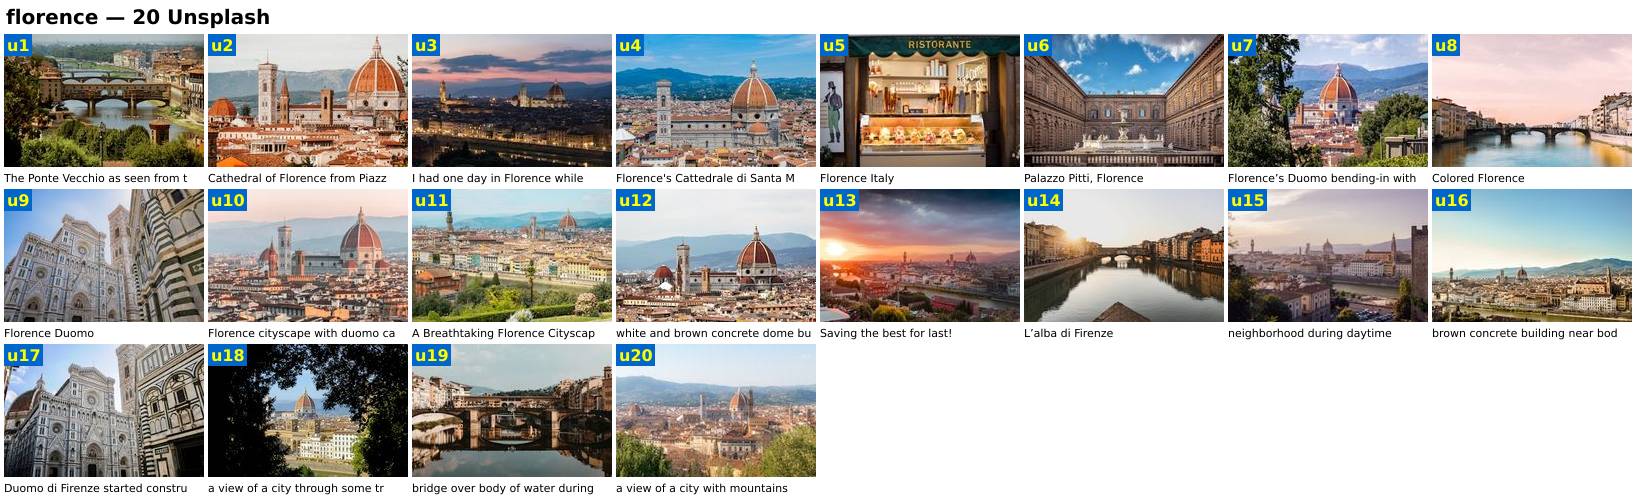 florence — 20 Unsplash
u1
u2
u3
u4
u5
u6
u7
u8
RISTORANTE
The Ponte Vecchio as seen from t
Cathedral of Florence from Piazz
I had one day in Florence while
Florence's Cattedrale di Santa M
Florence Italy
Palazzo Pitti, Florence
Florence’s Duomo bending-in with
Colored Florence
u9
u10
u11
u12
u13
u14
u15
u16
Florence Duomo
Florence cityscape with duomo ca
A Breathtaking Florence Cityscap
white and brown concrete dome bu
Saving the best for last!
L’alba di Firenze
neighborhood during daytime
brown concrete building near bod
u17
u18
u19
u20
Duomo di Firenze started constru
a view of a city through some tr
bridge over body of water during
a view of a city with mountains